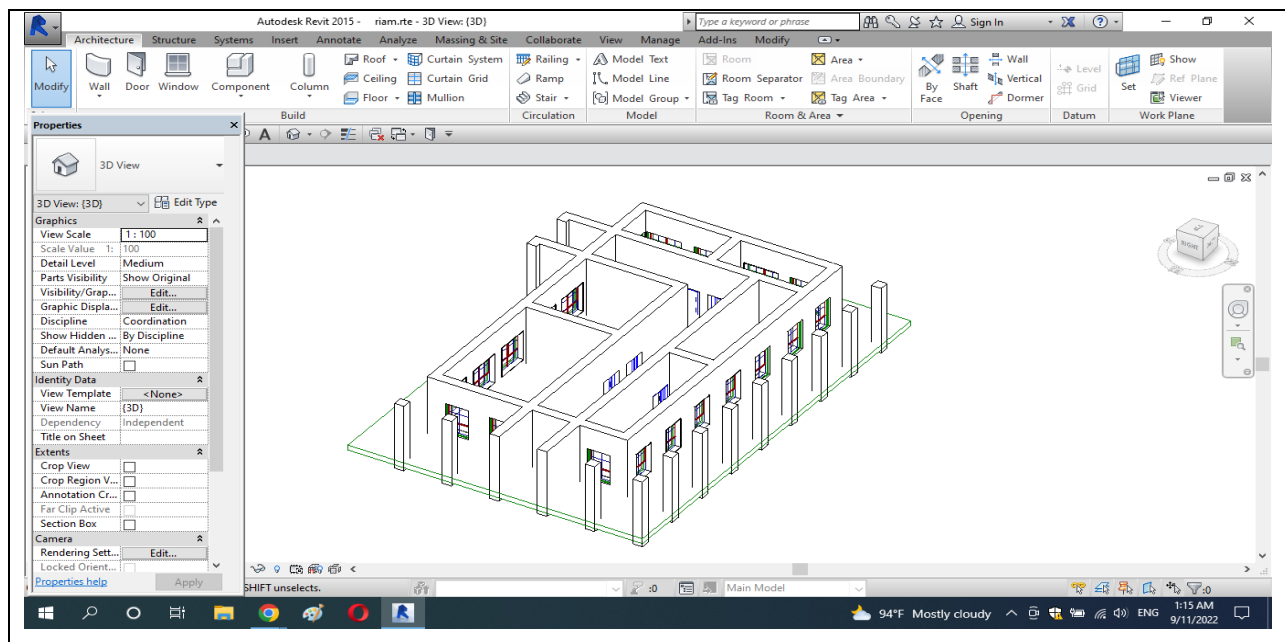 Autodesk Revit 2015 - riam.rte - 3D View: {3D}
Type a keyword or phrase
Sign In
Architecture Structure Systems Insert Annotate Analyze Massing & Site Collaborate View Manage Add-Ins Modify
Modify
Wall
Door
Window
Component
Column
Roof
Ceiling
Floor
Curtain System
Curtain Grid
Mullion
Railing
Ramp
Stair
Model Text
Model Line
Model Group
Room
Room Separator
Tag Room
Area
Area Boundary
Tag Area
By Face
Shaft
Wall
Vertical
Dormer
Level
Grid
Set
Show
Ref Plane
Viewer
Build
Circulation
Model
Room & Area
Opening
Datum
Work Plane
Properties
3D View
3D View: {3D}
Edit Type
Graphics
View Scale 1 : 100
Scale Value 1: 100
Detail Level Medium
Parts Visibility Show Original
Visibility/Grap... Edit...
Graphic Displa... Edit...
Discipline Coordination
Show Hidden ... By Discipline
Default Analys... None
Sun Path
Identity Data
View Template <None>
View Name {3D}
Dependency Independent
Title on Sheet
Extents
Crop View
Crop Region V...
Annotation Cr...
Far Clip Active
Section Box
Camera
Rendering Sett... Edit...
Locked Orient...
Properties help
Apply
RIGHT
SHIFT unselects.
:0
Main Model
:0
94°F Mostly cloudy
ENG
1:15 AM
9/11/2022